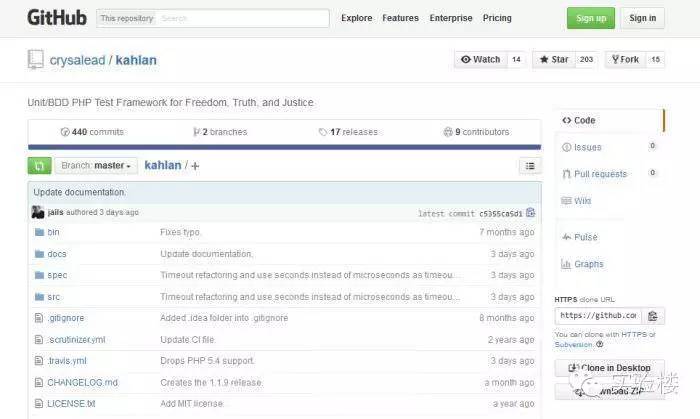 GitHub This repository Search Explore Features Enterprise Pricing Sign up Sign in
crysalead / kahlan Watch 14 Star 203 Fork 15
Unit/BDD PHP Test Framework for Freedom, Truth, and Justice
440 commits 2 branches 17 releases 9 contributors
Branch: master kahlan / +
Update documentation.
jails authored 3 days ago latest commit c5355ca5d1
bin Fixes typo. 7 months ago
docs Update documentation. 3 days ago
spec Timeout refactoring and use seconds instead of microseconds as timeou... 3 days ago
src Timeout refactoring and use seconds instead of microseconds as timeou... 3 days ago
.gitignore Added .idea folder into .gitignore 8 months ago
.scrutinizer.yml Update CI file. 2 years ago
.travis.yml Drops PHP 5.4 support. 3 days ago
CHANGELOG.md Creates the 1.1.9 release. a month ago
LICENSE.txt Add MIT license. a year ago
Code
Issues 0
Pull requests 0
Wiki
Pulse
Graphs
HTTPS clone URL
https://github.con
You can clone with HTTPS or
Subversion.
Clone in Desktop
Download ZIP
实验楼